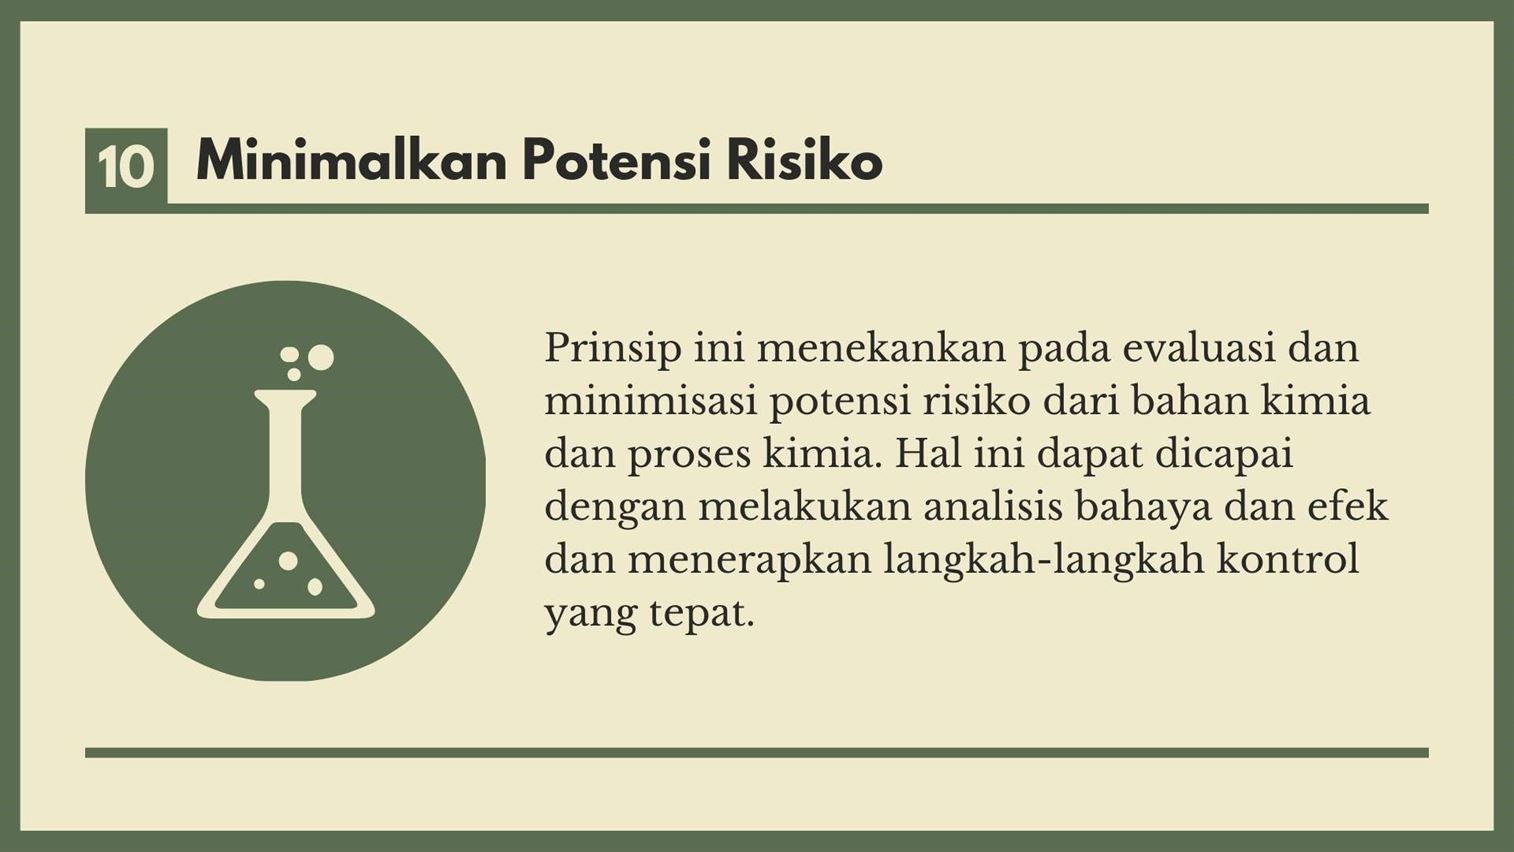 10 Minimalkan Potensi Risiko
Prinsip ini menekankan pada evaluasi dan
minimisasi potensi risiko dari bahan kimia
dan proses kimia. Hal ini dapat dicapai
dengan melakukan analisis bahaya dan efek
dan menerapkan langkah-langkah kontrol
yang tepat.